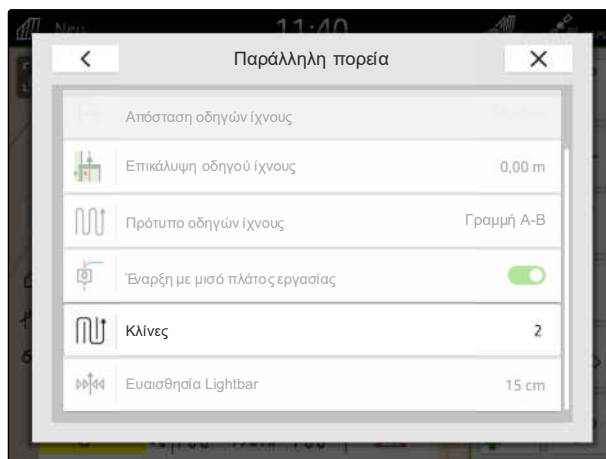 Neu 11:40
Παράλληλη πορεία
Απόσταση οδηγών ίχνους
Επικάλυψη οδηγού ίχνους 0,00 m
Πρότυπο οδηγών ίχνους Γραμμή A-B
Έναρξη με μισό πλάτος εργασίας
Κλίνες 2
Ευαισθησία Lightbar 15 cm